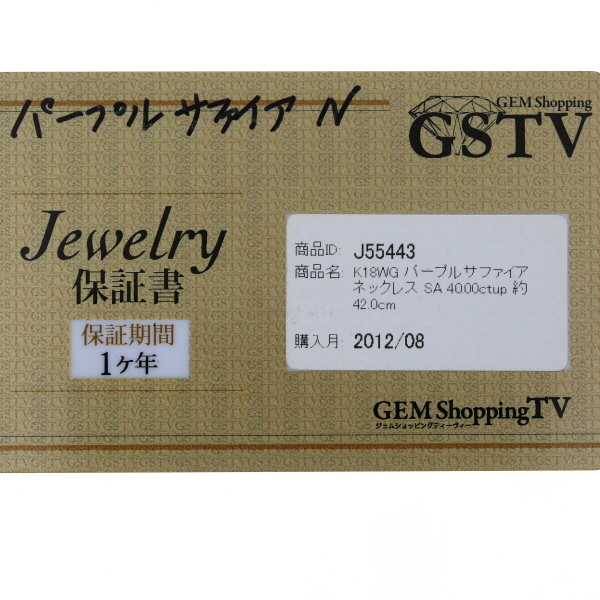 パープル サファイア N
GEM Shopping
GSTV
Jewelry
保証書
保証期間
1ヶ年
商品ID: J55443
商品名: K18WG パープルサファイア
ネックレス SA 40.00ctup 約
42.0cm
購入月: 2012/08
GEM Shopping TV
ジェムショッピングティーヴィー